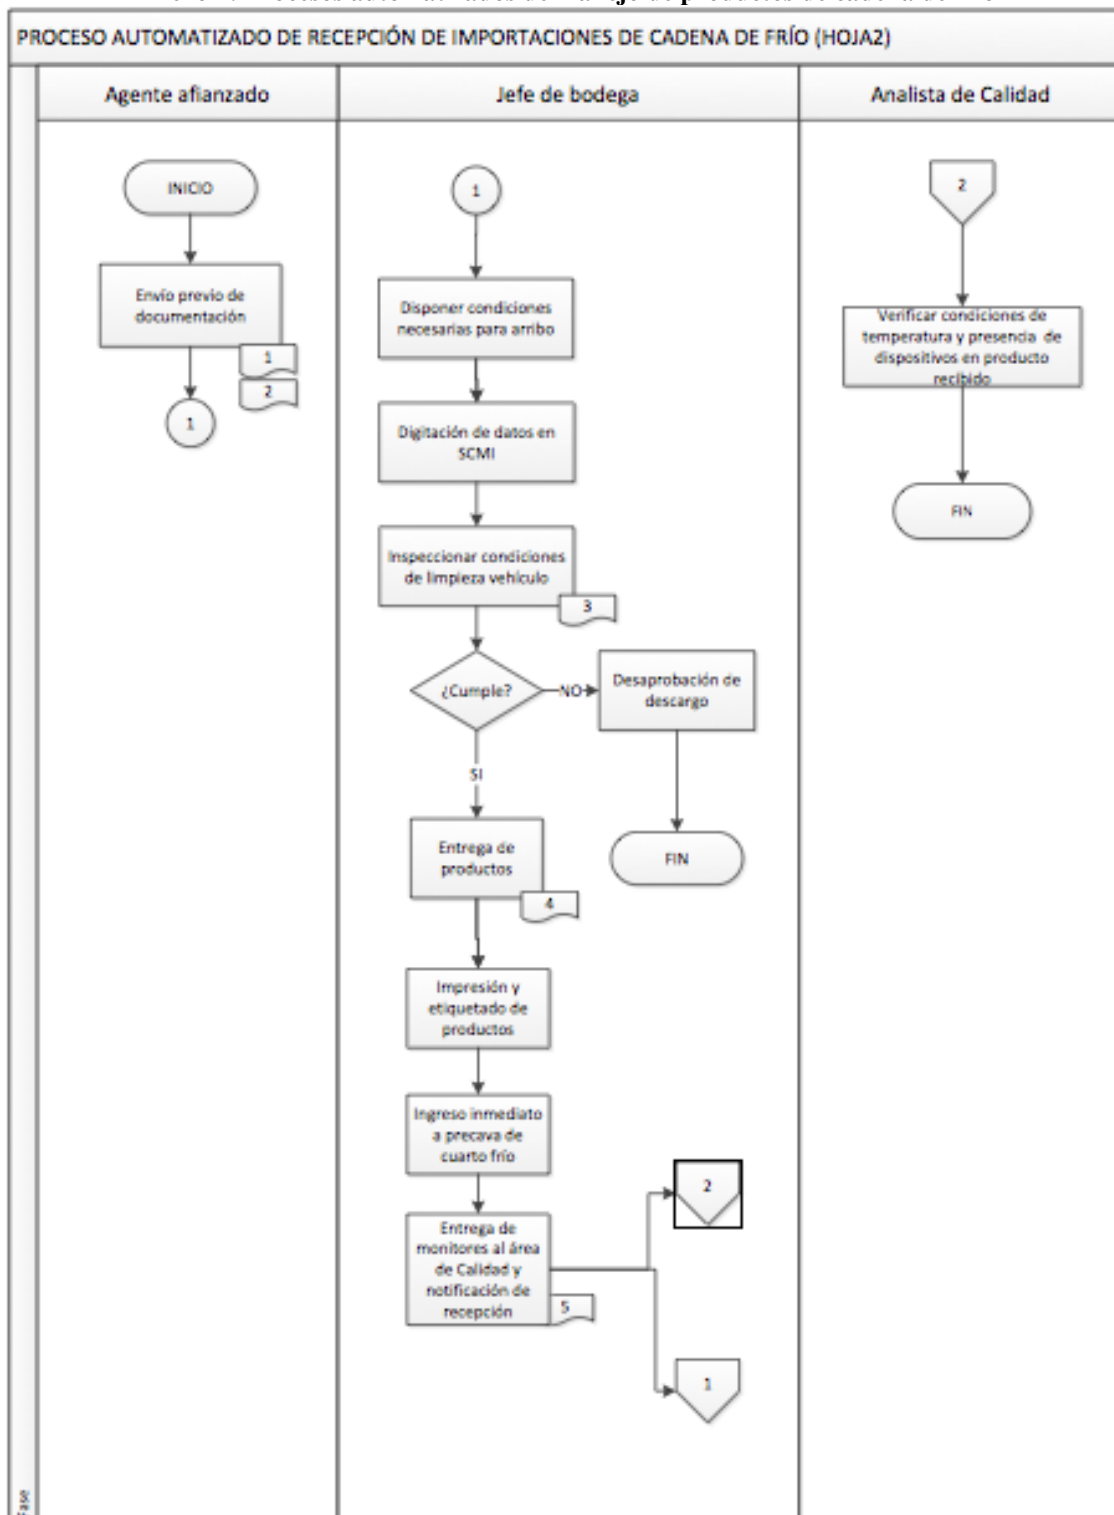 PROCESO AUTOMATIZADO DE RECEPCIÓN DE IMPORTACIONES DE CADENA DE FRÍO (HOJA2)
Agente afianzado
Jefe de bodega
Analista de Calidad
INICIO
Envío previo de
documentación
1
2
1
1
Disponer condiciones
necesarias para arribo
Digitación de datos en
SCMI
Inspeccionar condiciones
de limpieza vehículo
3
¿Cumple?
NO
Desaprobación de
descargo
FIN
SI
Entrega de
productos
4
Impresión y
etiquetado de
productos
Ingreso inmediato
a precava de
cuarto frío
Entrega de
monitores al área
de Calidad y
notificación de
recepción
5
2
1
2
Verificar condiciones de
temperatura y presencia de
dispositivos en producto
recibido
FIN
Fase